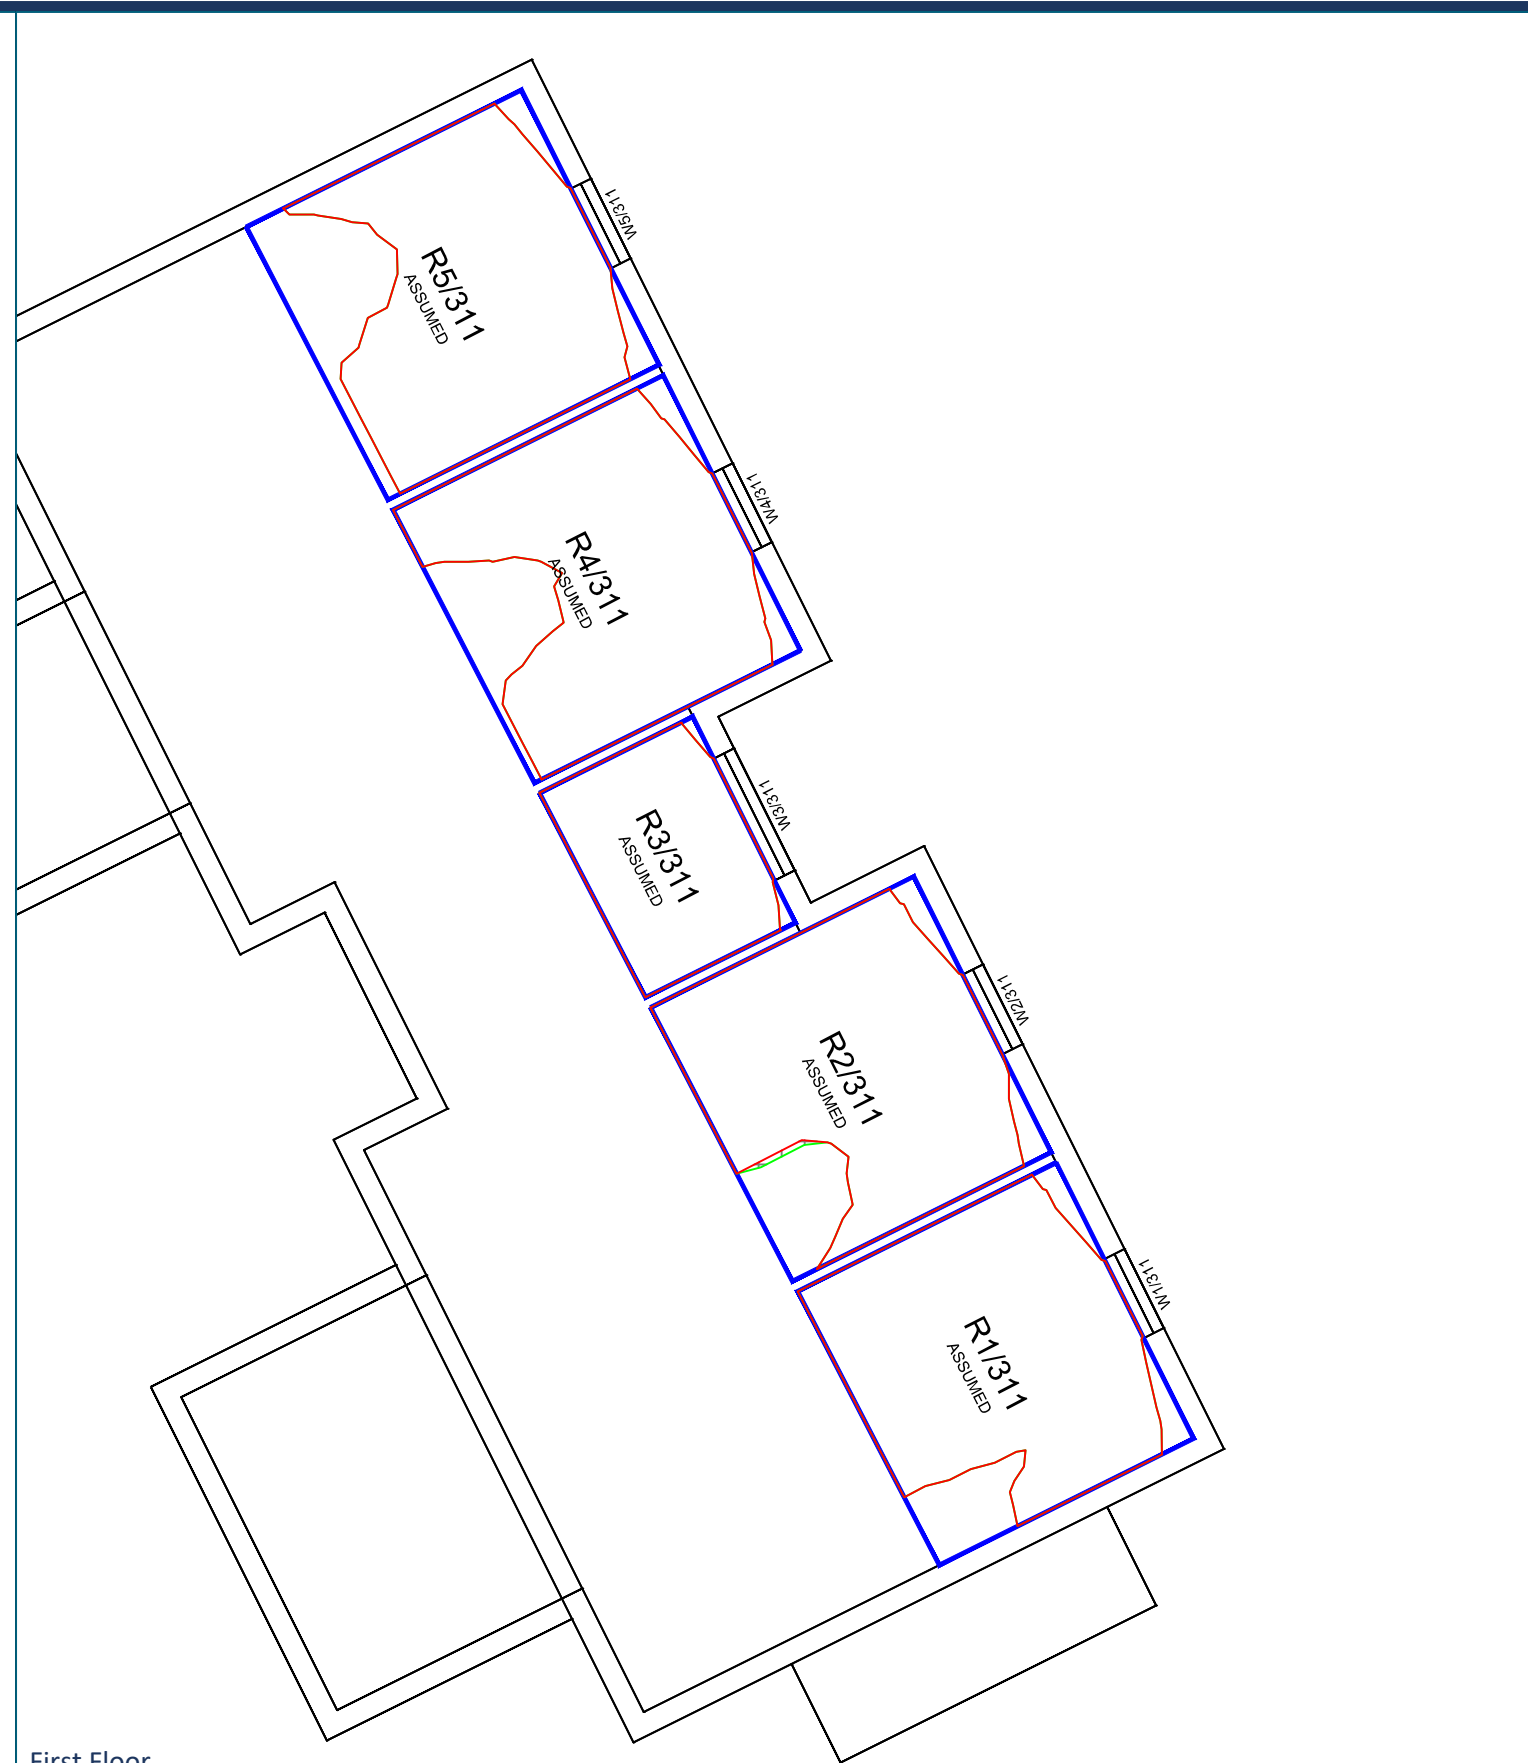 W5/311
R5/311
ASSUMED
W4/311
R4/311
ASSUMED
W3/311
R3/311
ASSUMED
W2/311
R2/311
ASSUMED
W1/311
R1/311
ASSUMED
First Floor